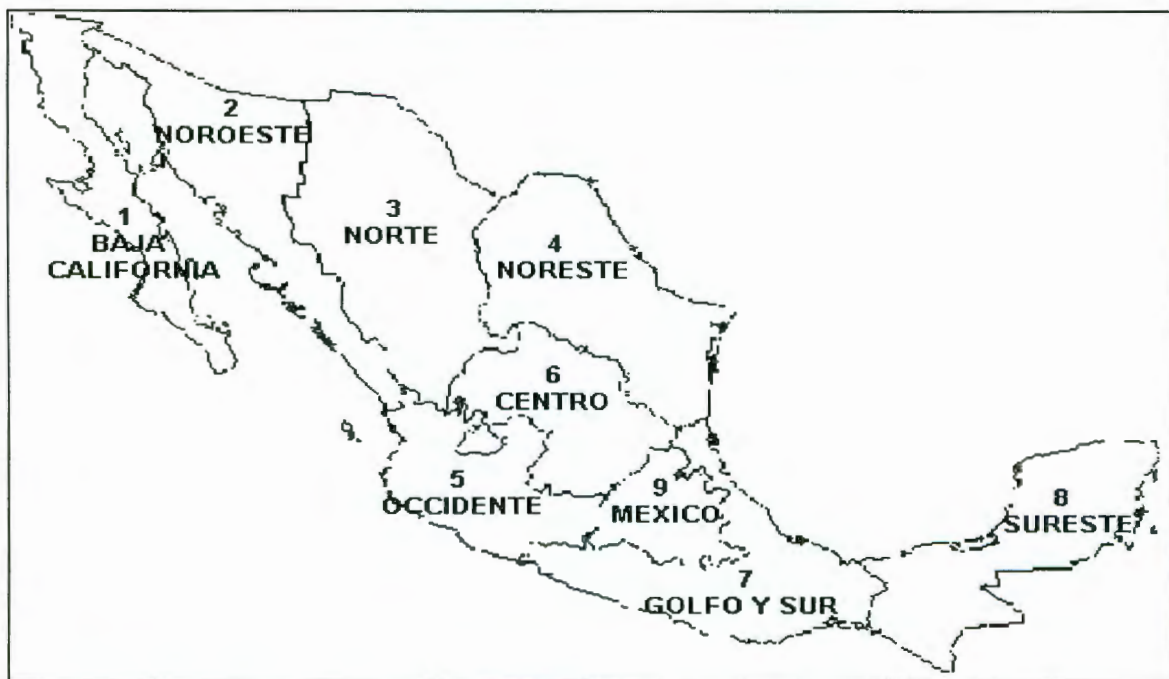 2
NOROESTE
1
BAJA
CALIFORNIA
3
NORTE
4
NORESTE
6
CENTRO
5
OCCIDENTE
9
MEXICO
8
SURESTE
7
GOLFO Y SUR